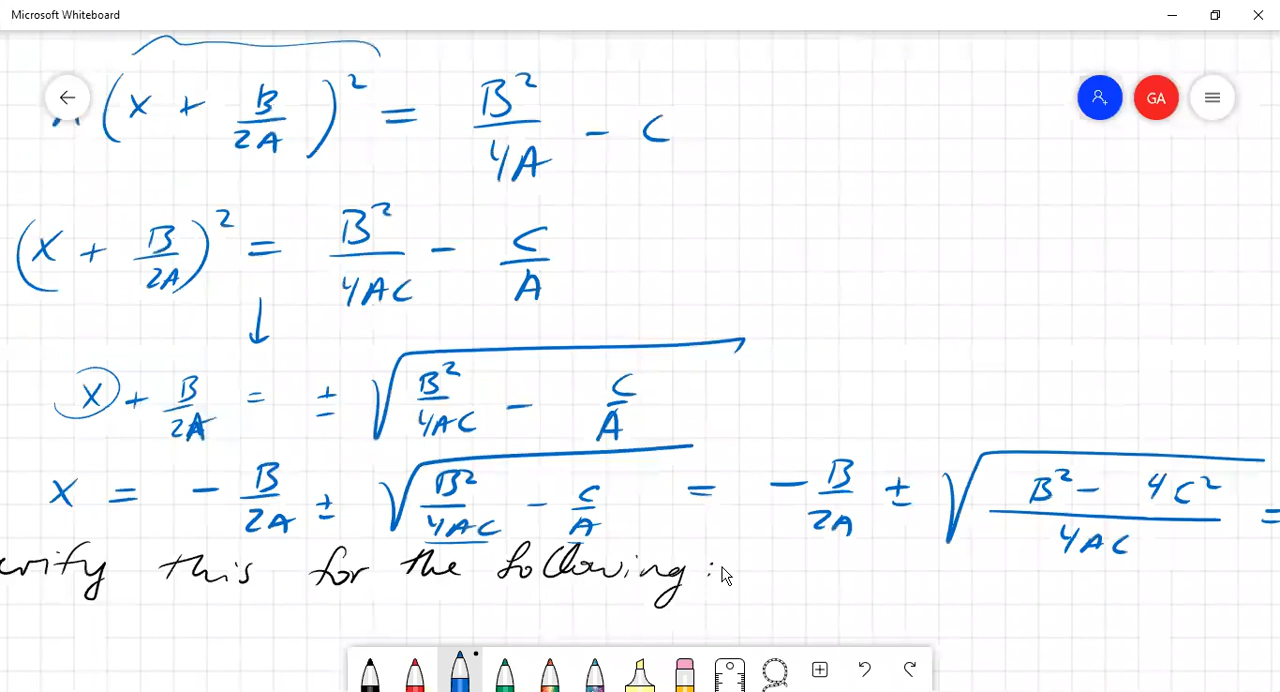 Microsoft Whiteboard
A (x + B/2A)² = B²/4A - C
GA
(x + B/2A)² = B²/4AC - C/A
↓
x + B/2A = ± √(B²/4AC - C/A)
x = - B/2A ± √(B²/4AC - C/A) = - B/2A ± √((B² - 4C²)/4AC) =
erify this for the following :